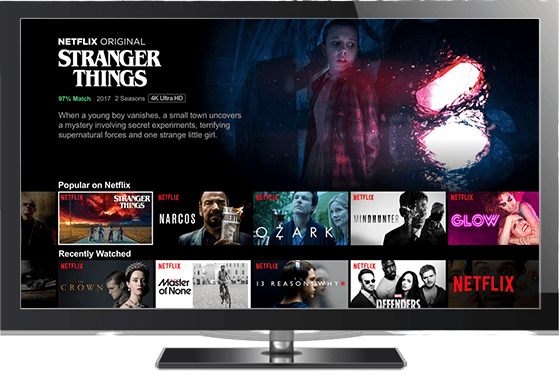 NETFLIX ORIGINAL
STRANGER
THINGS
97% Match 2017 2 Seasons 4K Ultra HD
When a young boy vanishes, a small town uncovers
a mystery involving secret experiments, terrifying
supernatural forces and one strange little girl.
Popular on Netflix
NETFLIX STRANGER THINGS
NETFLIX NARCOS
NETFLIX OZARK
NETFLIX MINDHUNTER
NETFLIX GLOW
Recently Watched
NETFLIX THE CROWN
NETFLIX Master of None
NETFLIX 13 REASONS WHY
NETFLIX MARVEL DEFENDERS
NETFLIX